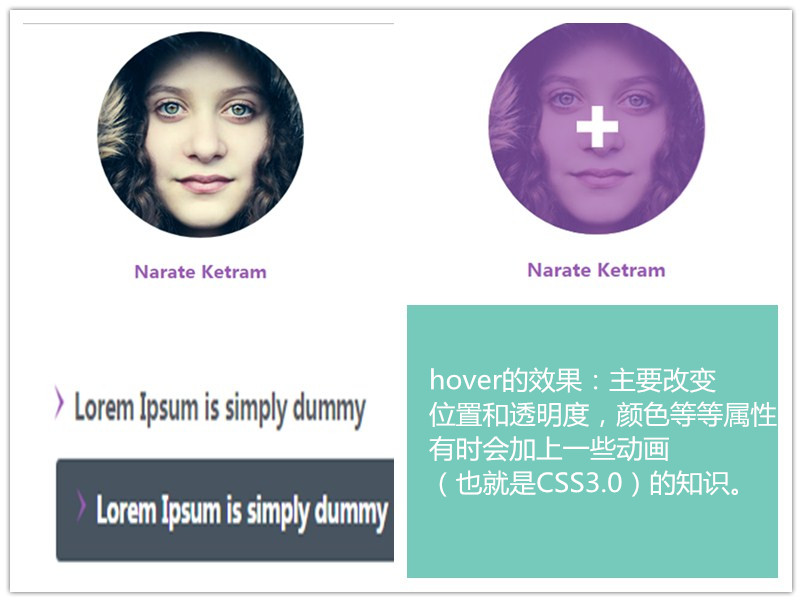 Narate Ketram
Narate Ketram
Lorem Ipsum is simply dummy
Lorem Ipsum is simply dummy
hover的效果：主要改变
位置和透明度，颜色等等属性
有时会加上一些动画
（也就是CSS3.0）的知识。